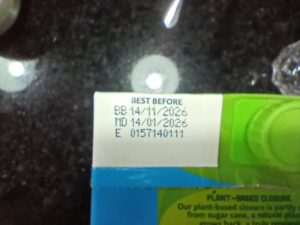 BEST BEFORE
BB 14/11/2026
MD 14/01/2026
E 0157140111
PLANT-BASED CLOSURE
Our plant-based closure is partly
from sugar cane, a natural